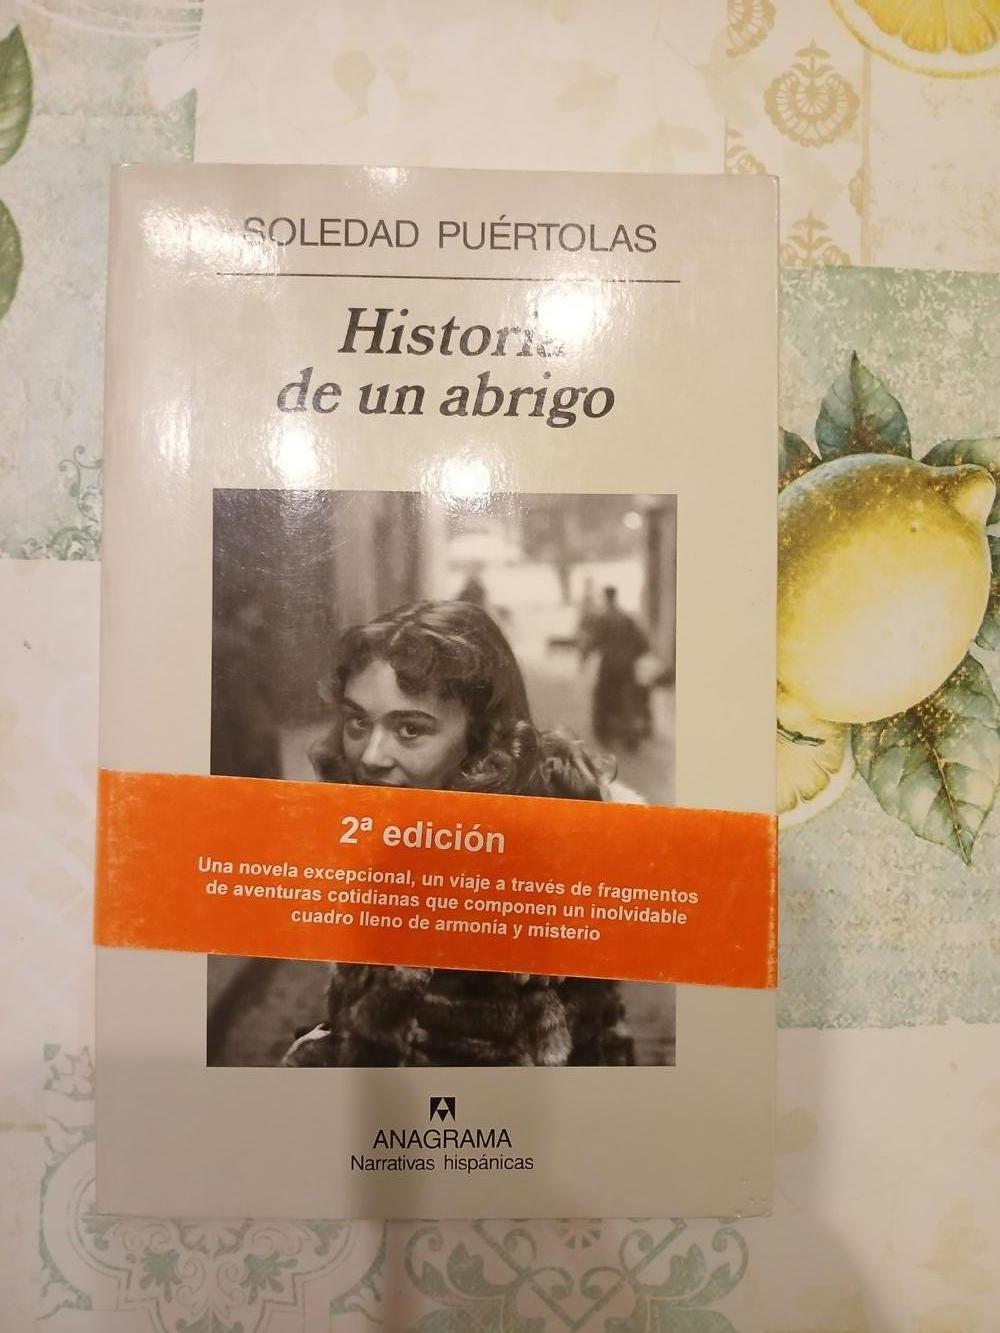 SOLEDAD PUÉRTOLAS
Historia
de un abrigo
2ª edición
Una novela excepcional, un viaje a través de fragmentos
de aventuras cotidianas que componen un inolvidable
cuadro lleno de armonía y misterio
ANAGRAMA
Narrativas hispánicas